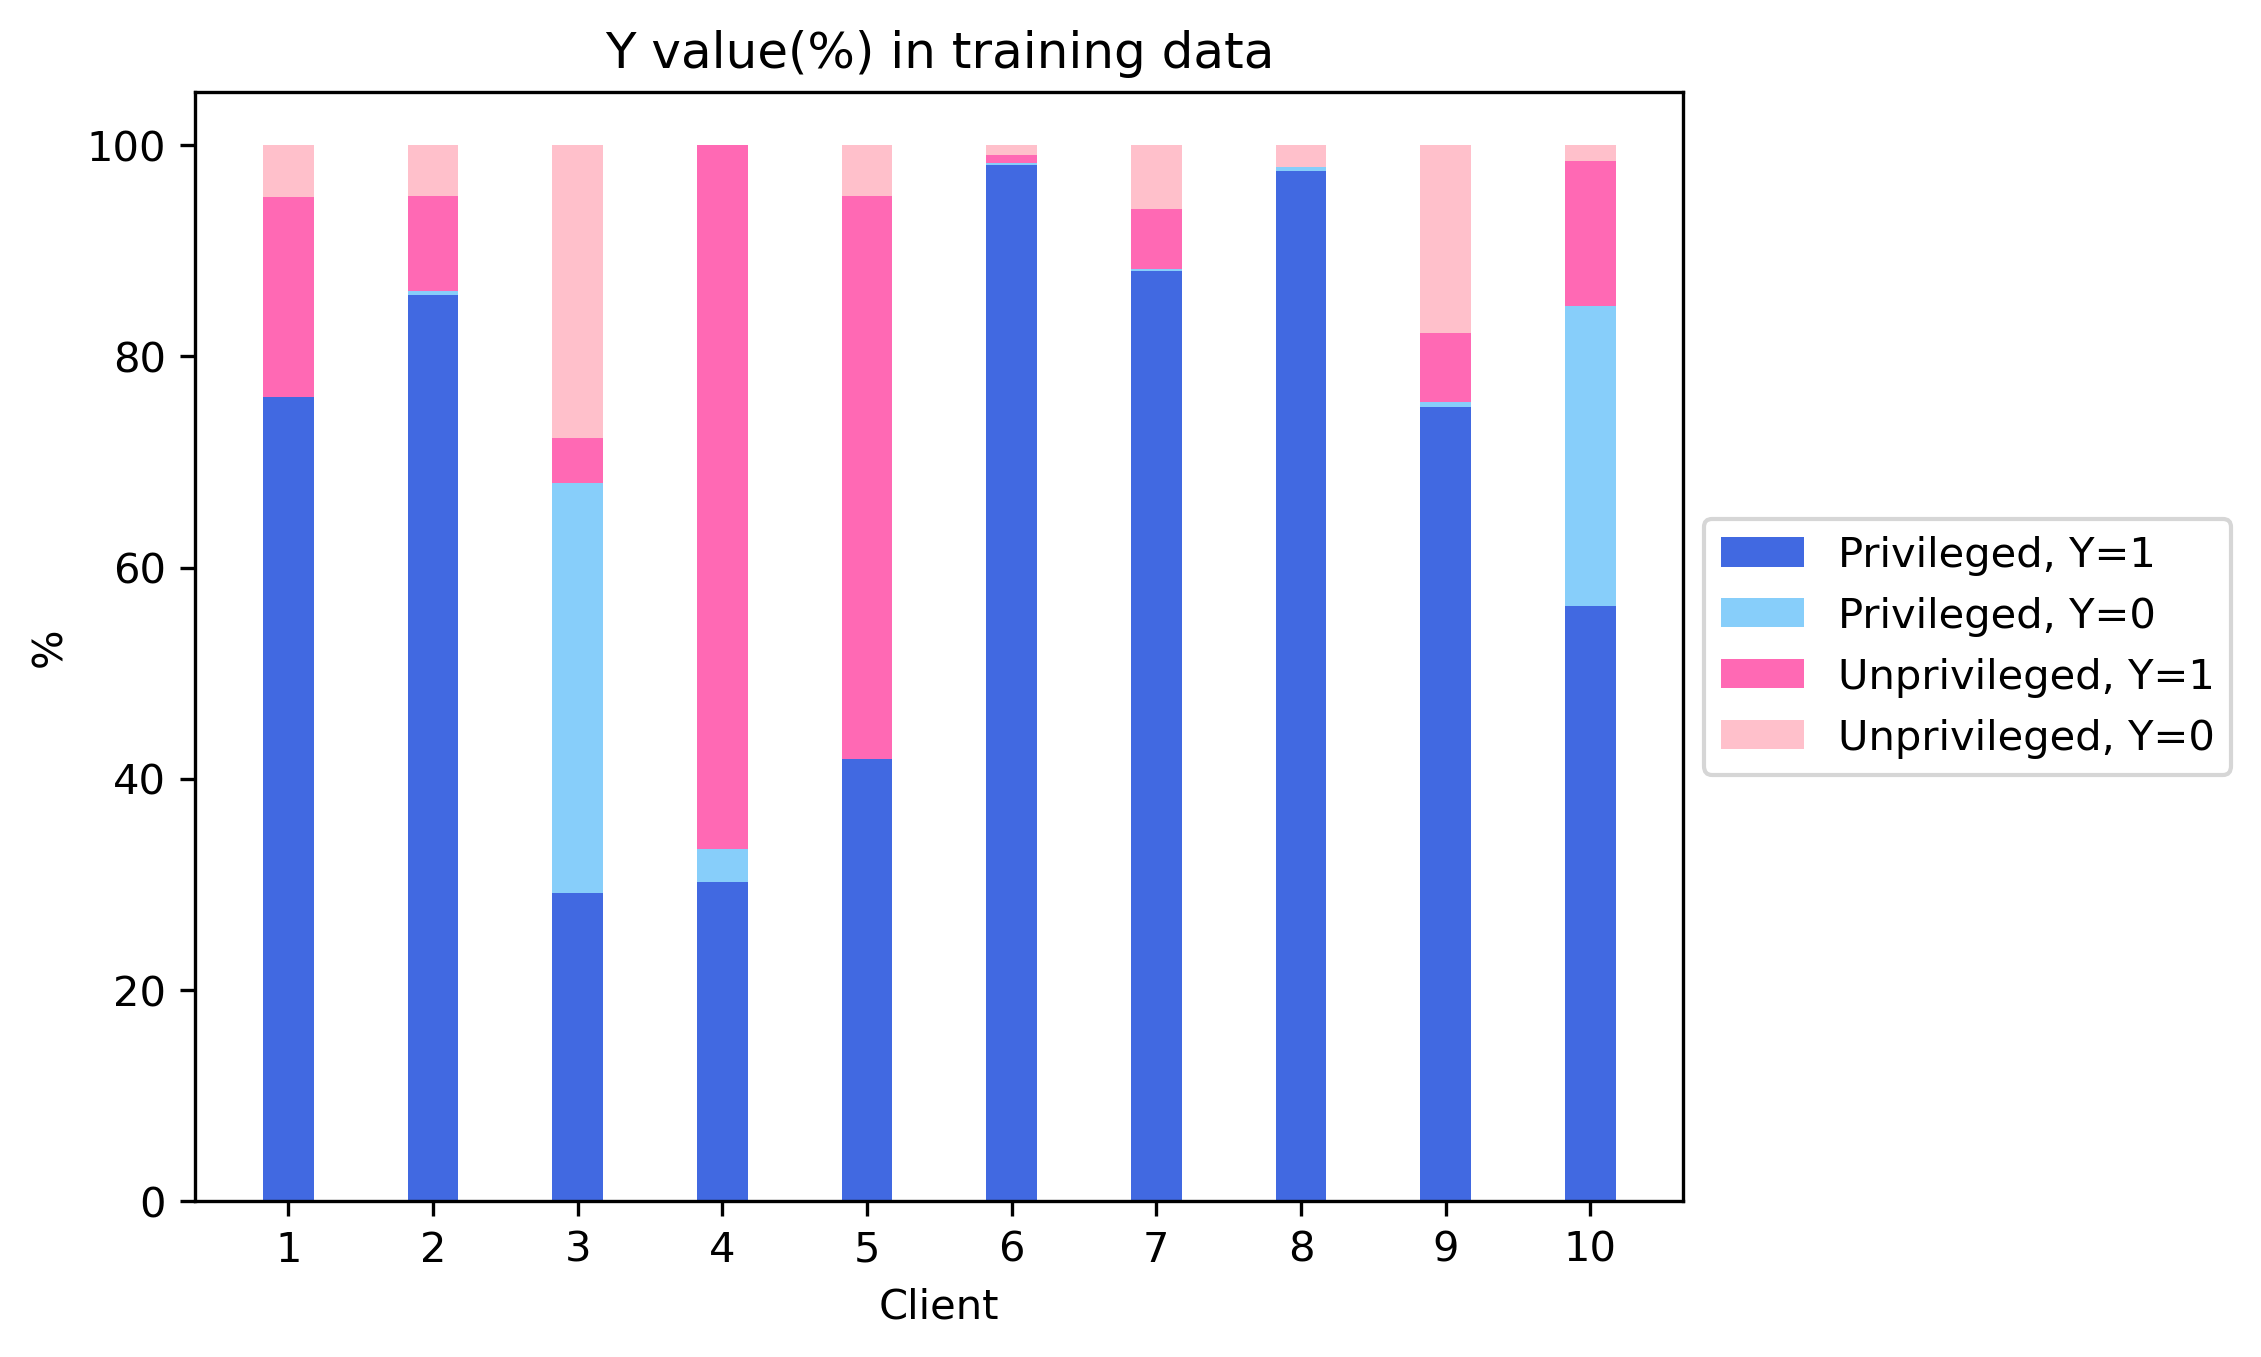 Y value(%) in training data
100
80
60
40
20
0
%
1 2 3 4 5 6 7 8 9 10
Client
Privileged, Y=1
Privileged, Y=0
Unprivileged, Y=1
Unprivileged, Y=0